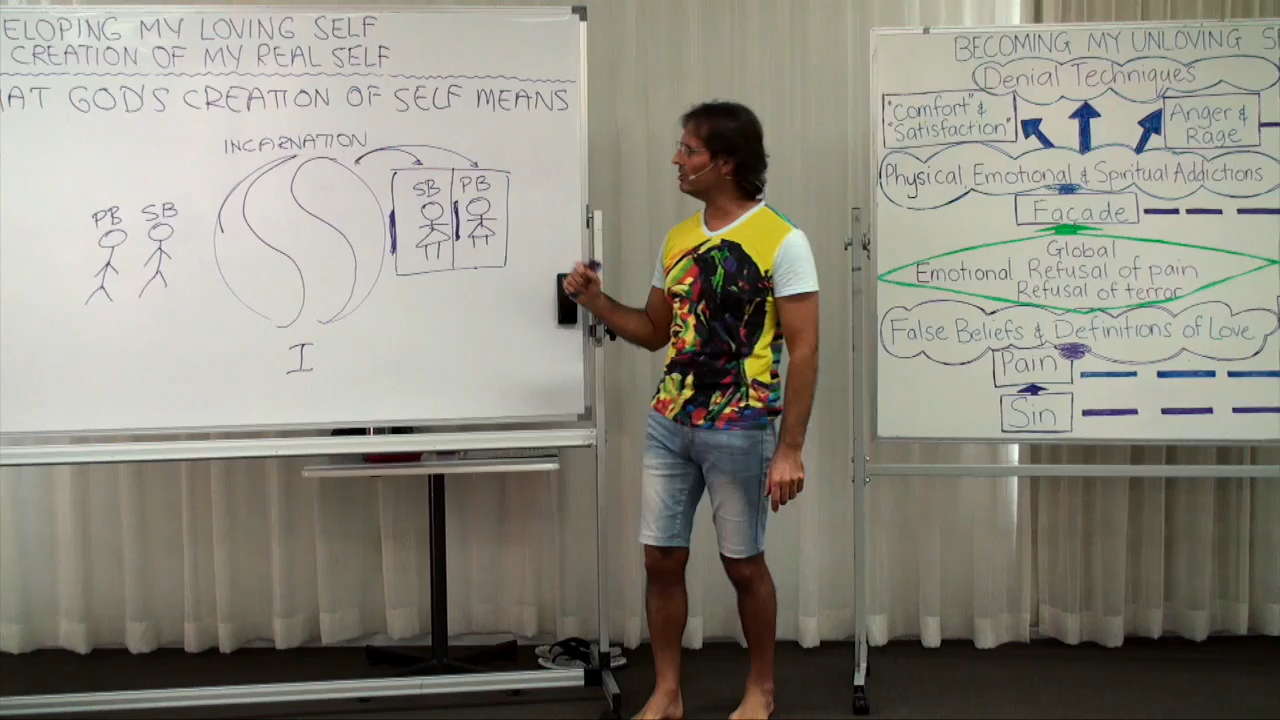 ELOPING MY LOVING SELF
CREATION OF MY REAL SELF
HAT GOD'S CREATION OF SELF MEANS
INCARNATION
PB SB
SB PB
I
BECOMING MY UNLOVING S
Denial Techniques
"Comfort" &
"Satisfaction"
Anger &
Rage
Physical, Emotional & Spiritual Addictions
Façade
Global
Emotional Refusal of pain
Refusal of terror
False Beliefs & Definitions of Love
Pain
Sin